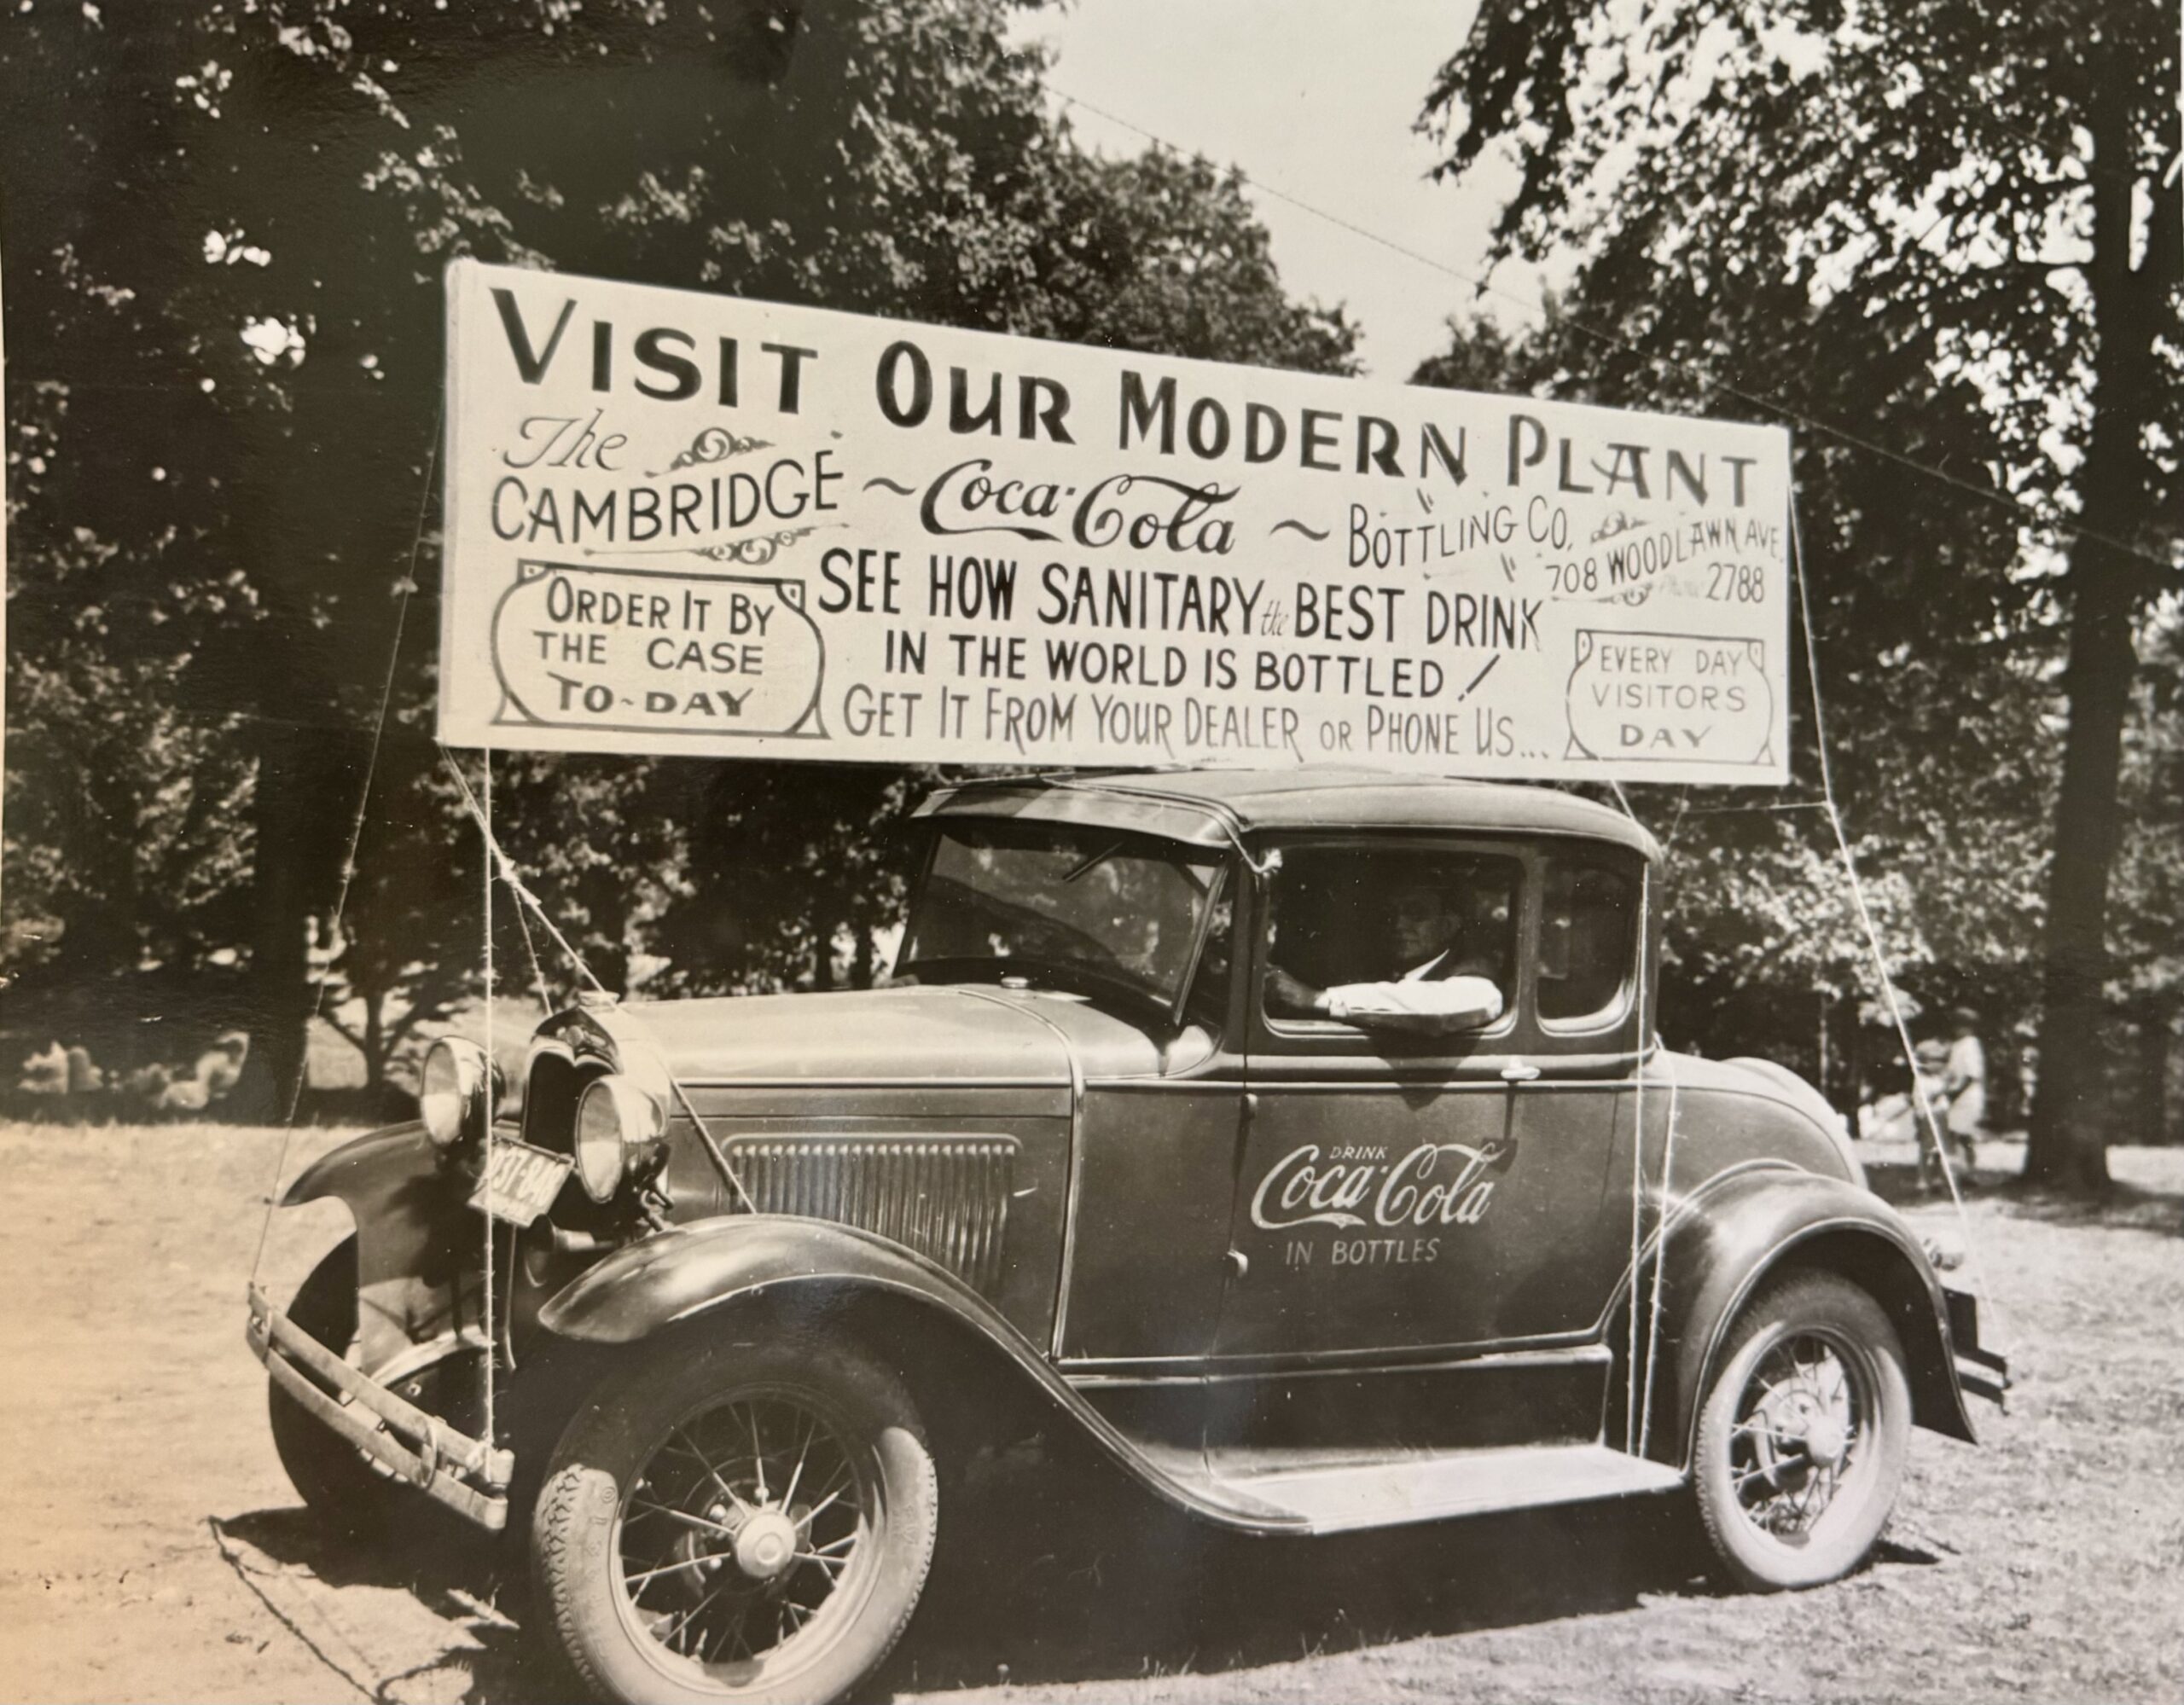 VISIT OUR MODERN PLANT
The
CAMBRIDGE ~ Coca-Cola ~ BOTTLING CO.
708 WOODLAWN AVE.
Phone 2788
ORDER IT BY
THE CASE
TO-DAY
SEE HOW SANITARY the BEST DRINK
IN THE WORLD IS BOTTLED!
GET IT FROM YOUR DEALER OR PHONE US...
EVERY DAY
VISITORS
DAY
DRINK
Coca-Cola
IN BOTTLES